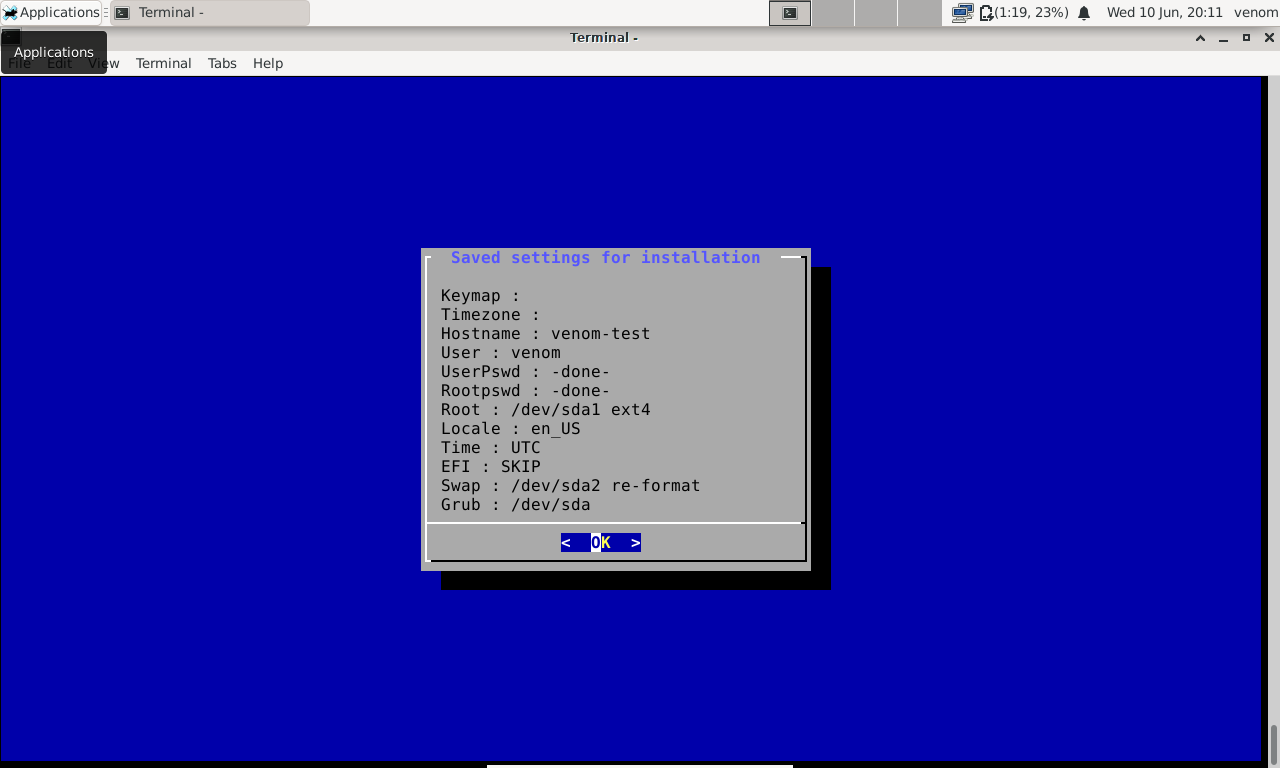 Applications
Terminal -
(1:19, 23%)
Wed 10 Jun, 20:11
venom
Terminal -
Applications
File Edit View Terminal Tabs Help
Saved settings for installation
Keymap :
Timezone :
Hostname : venom-test
User : venom
UserPswd : -done-
Rootpswd : -done-
Root : /dev/sda1 ext4
Locale : en_US
Time : UTC
EFI : SKIP
Swap : /dev/sda2 re-format
Grub : /dev/sda
< OK >